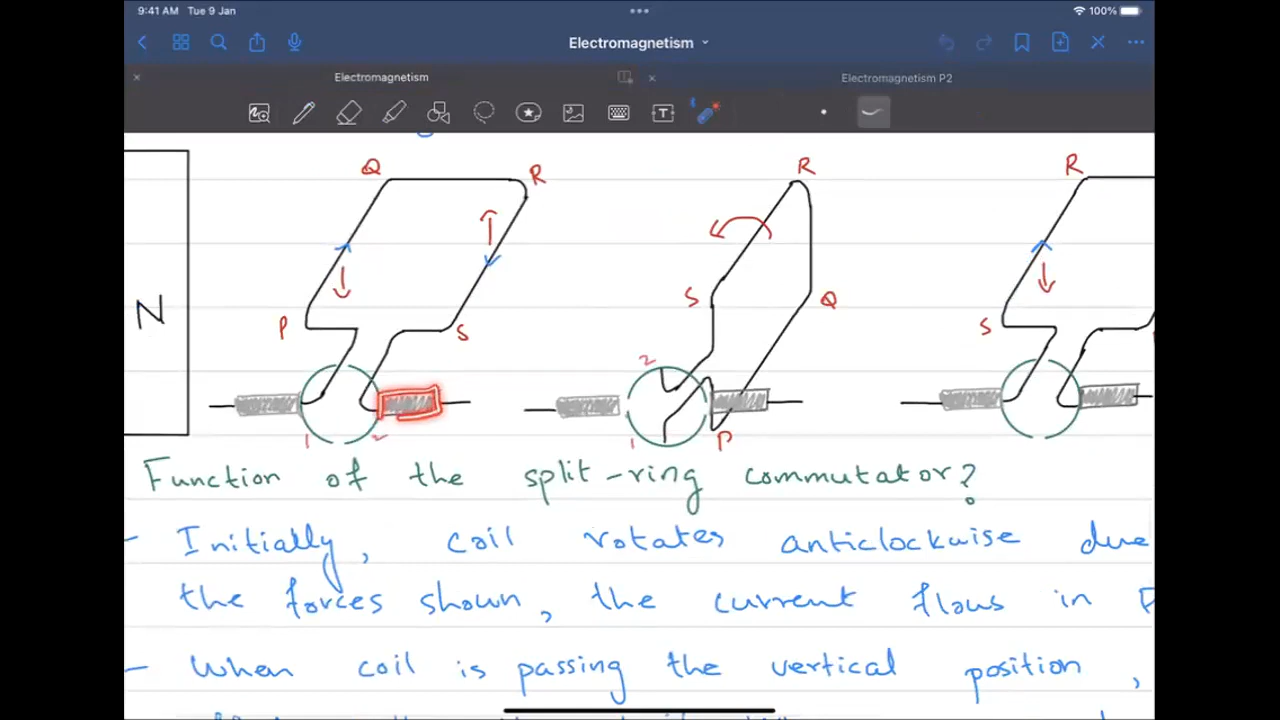 9:41 AM Tue 9 Jan
100%
Electromagnetism
Electromagnetism
Electromagnetism P2
Q R R R
N
P S S Q S
2
1 2 1 P
Function of the split-ring commutator?
- Initially, coil rotates anticlockwise due
the forces shown, the current flows in
- When coil is passing the vertical position,